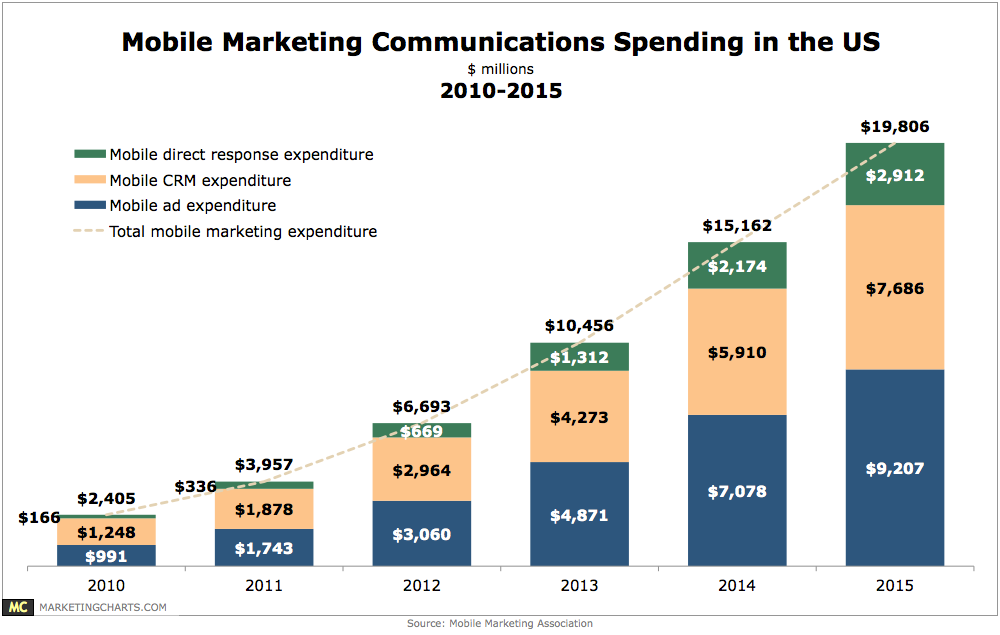 Mobile Marketing Communications Spending in the US
$ millions
2010-2015
Mobile direct response expenditure
Mobile CRM expenditure
Mobile ad expenditure
Total mobile marketing expenditure
$2,405
$166
$1,248
$991
$3,957
$336
$1,878
$1,743
$6,693
$669
$2,964
$3,060
$10,456
$1,312
$4,273
$4,871
$15,162
$2,174
$5,910
$7,078
$19,806
$2,912
$7,686
$9,207
2010 2011 2012 2013 2014 2015
MC MARKETINGCHARTS.COM
Source: Mobile Marketing Association